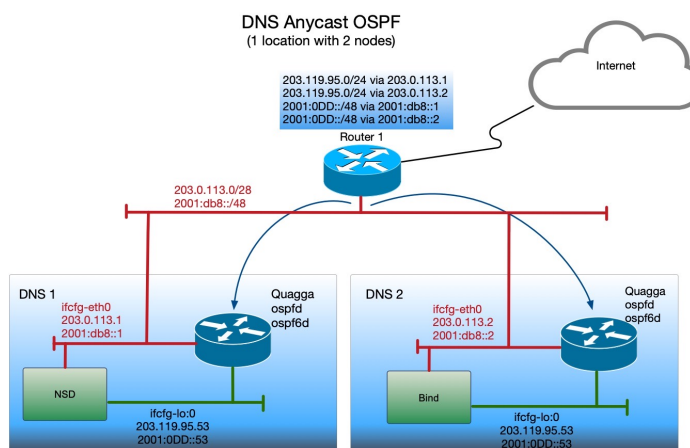 DNS Anycast OSPF
(1 location with 2 nodes)
Internet
203.119.95.0/24 via 203.0.113.1
203.119.95.0/24 via 203.0.113.2
2001:0DD::/48 via 2001:db8::1
2001:0DD::/48 via 2001:db8::2
Router 1
203.0.113.0/28
2001:db8::/48
DNS 1
ifcfg-eth0
203.0.113.1
2001:db8::1
Quagga
ospfd
ospf6d
NSD
ifcfg-lo:0
203.119.95.53
2001:0DD::53
DNS 2
ifcfg-eth0
203.0.113.2
2001:db8::2
Quagga
ospfd
ospf6d
Bind
ifcfg-lo:0
203.119.95.53
2001:0DD::53